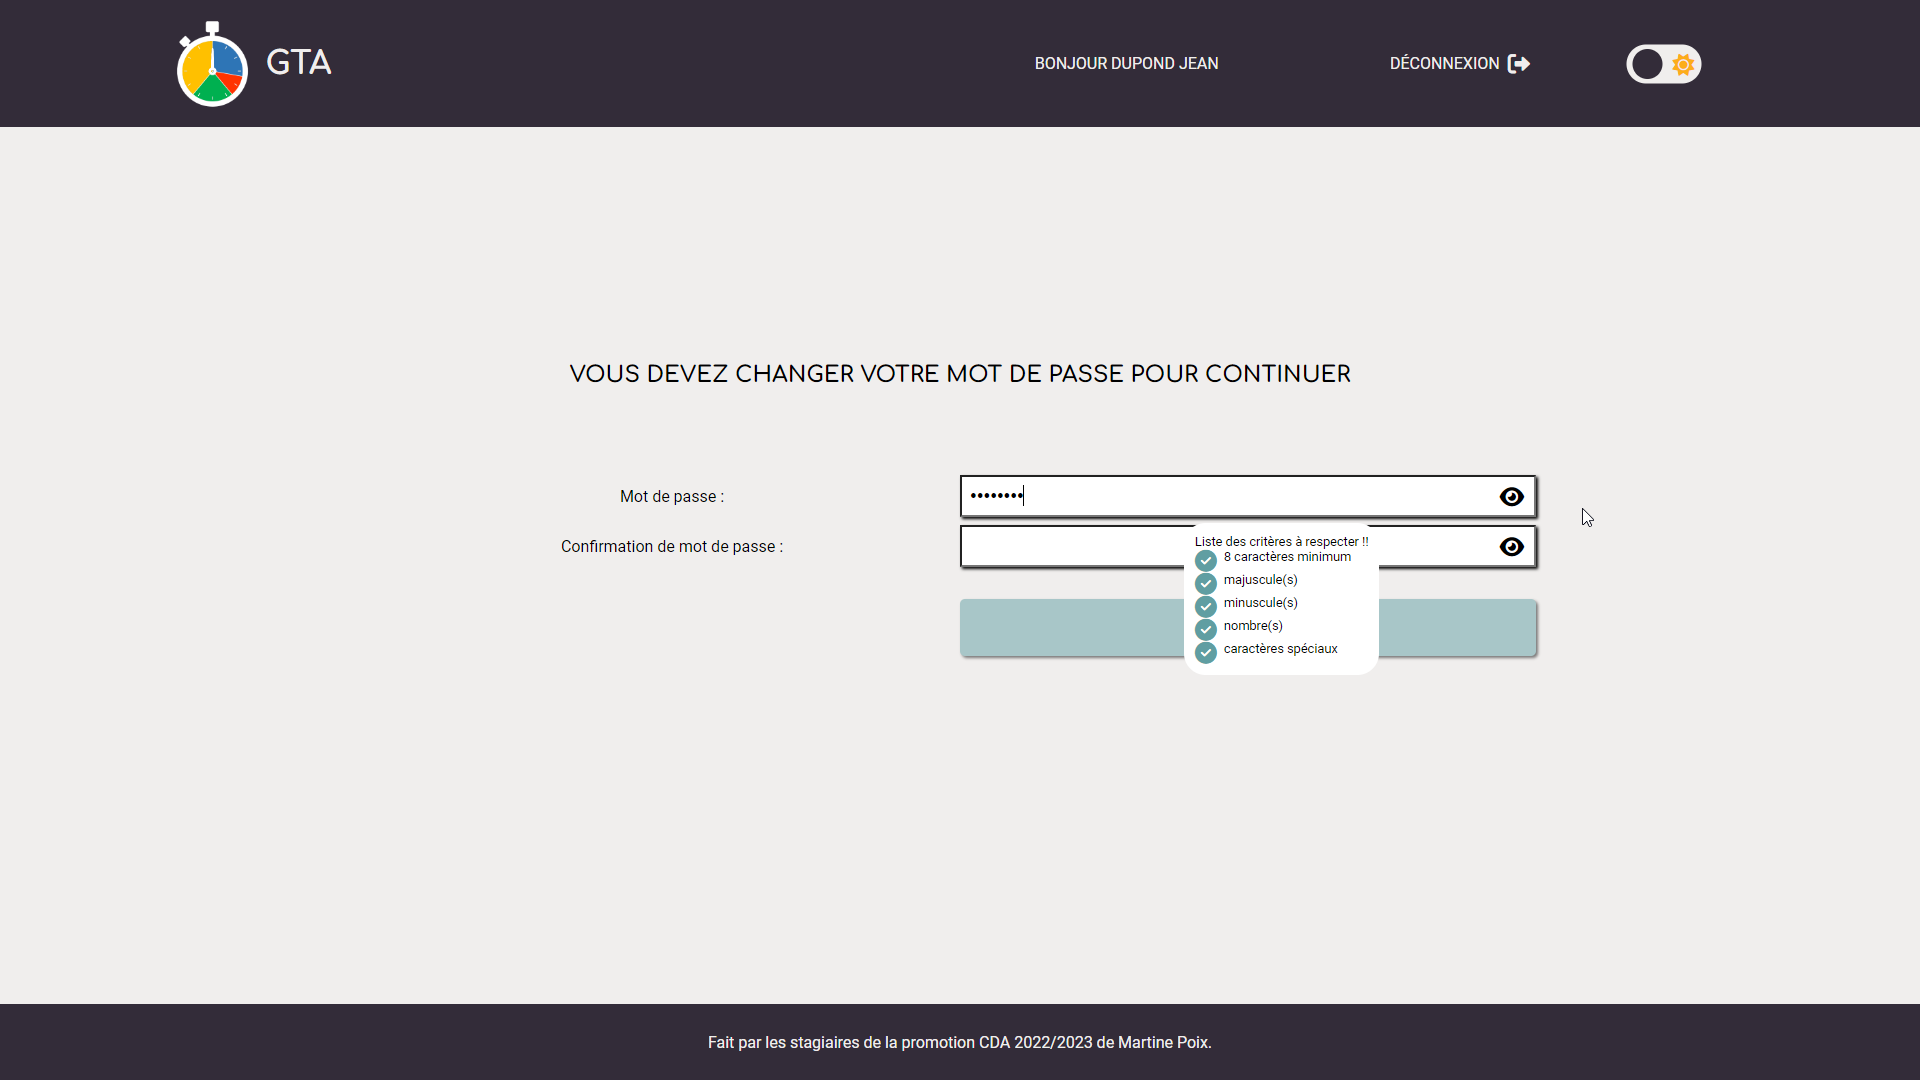 GTA
BONJOUR DUPOND JEAN
DÉCONNEXION
VOUS DEVEZ CHANGER VOTRE MOT DE PASSE POUR CONTINUER
Mot de passe :
Confirmation de mot de passe :
Liste des critères à respecter !!
8 caractères minimum
majuscule(s)
minuscule(s)
nombre(s)
caractères spéciaux
Fait par les stagiaires de la promotion CDA 2022/2023 de Martine Poix.